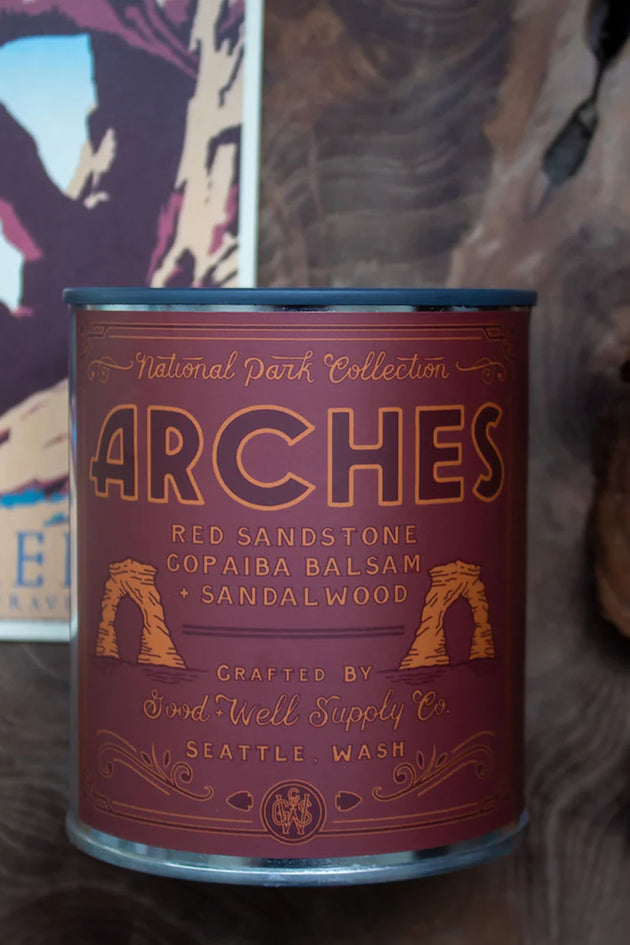 National Park Collection
ARCHES
RED SANDSTONE
COPAIBA BALSAM
+ SANDALWOOD
CRAFTED BY
Good + Well Supply Co.
SEATTLE, WASH